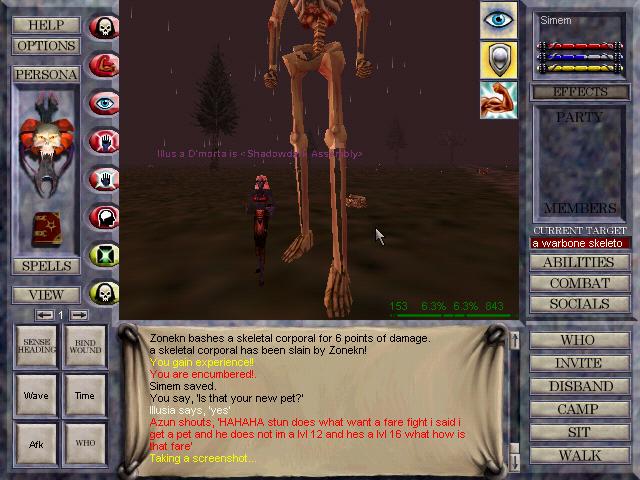 HELP
OPTIONS
PERSONA
SPELLS
VIEW
1
SENSE HEADING
BIND WOUND
Wave
Time
Afk
WHO
153 6.3% 6.3% 843
Zonekn bashes a skeletal corporal for 6 points of damage.
a skeletal corporal has been slain by Zonekn!
You gain experience!!
You are encumbered!.
Simem saved.
You say, 'Is that your new pet?'
Illusia says, 'yes'
Azun shouts, 'HAHAHA stun does what want a fare fight i said i
get a pet and he does not im a lvl 12 and hes a lvl 16 what how is
that fare'
Taking a screenshot...
Simem
EFFECTS
PARTY
MEMBERS
CURRENT TARGET
a warbone skeleto
ABILITIES
COMBAT
SOCIALS
WHO
INVITE
DISBAND
CAMP
SIT
WALK